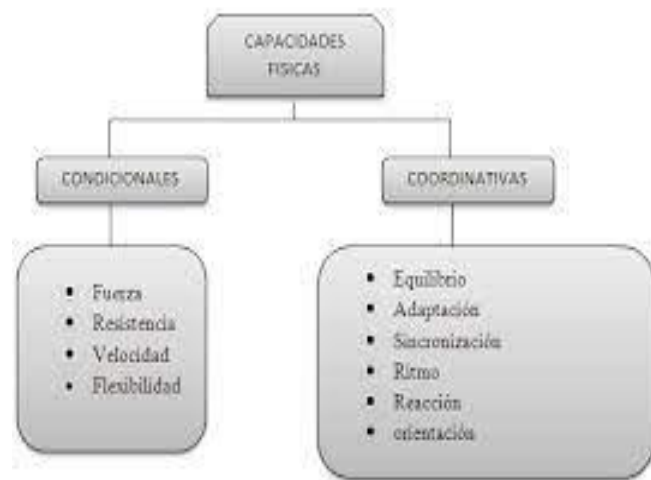 CAPACIDADES
FISICAS
CONDICIONALES
COORDINATIVAS
• Fuerza
• Resistencia
• Velocidad
• Flexibilidad
• Equilibrio
• Adaptación
• Sincronización
• Ritmo
• Reacción
• orientación